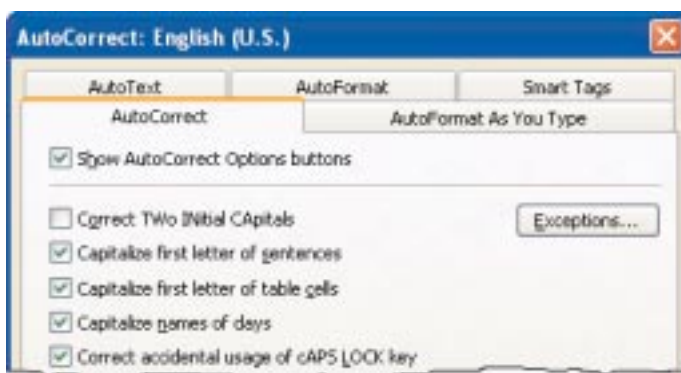 AutoCorrect: English (U.S.)
AutoText AutoFormat Smart Tags
AutoCorrect AutoFormat As You Type
Show AutoCorrect Options buttons
Correct TWo INitial CApitals Exceptions...
Capitalize first letter of sentences
Capitalize first letter of table cells
Capitalize names of days
Correct accidental usage of cAPS LOCK key